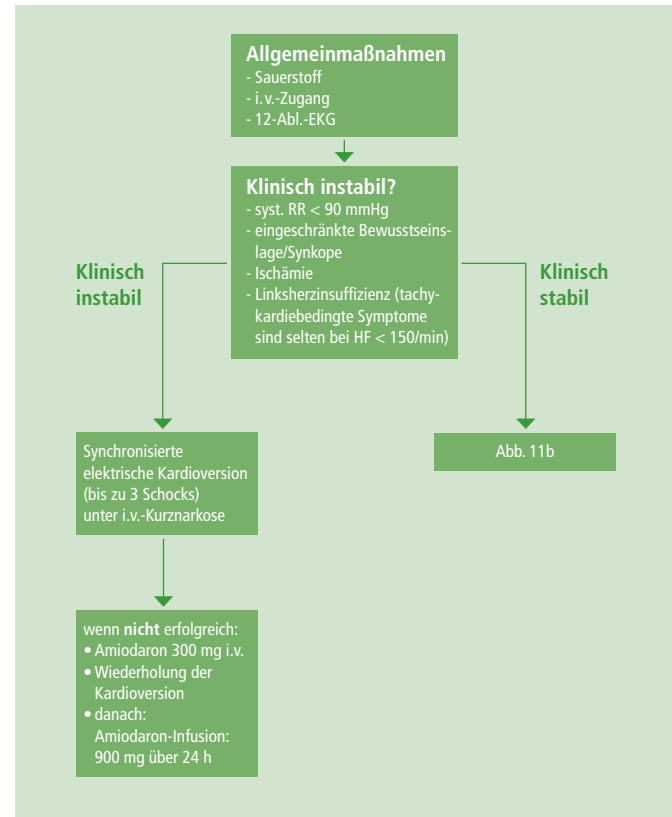 Allgemeinmaßnahmen
- Sauerstoff
- i.v.-Zugang
- 12-Abl.-EKG
Klinisch instabil?
- syst. RR < 90 mmHg
- eingeschränkte Bewusstseins-
lage/Synkope
- Ischämie
- Linksherzinsuffizienz (tachy-
kardiebedingte Symptome
sind selten bei HF < 150/min)
Klinisch
instabil
Klinisch
stabil
Synchronisierte
elektrische Kardioversion
(bis zu 3 Schocks)
unter i.v.-Kurznarkose
Abb. 11b
wenn nicht erfolgreich:
• Amiodaron 300 mg i.v.
• Wiederholung der
Kardioversion
• danach:
Amiodaron-Infusion:
900 mg über 24 h